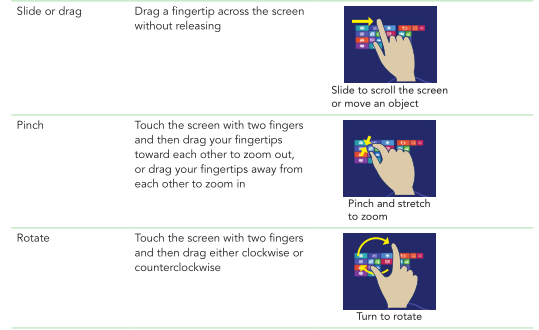 Slide or drag
Drag a fingertip across the screen
without releasing
Slide to scroll the screen
or move an object
Pinch
Touch the screen with two fingers
and then drag your fingertips
toward each other to zoom out,
or drag your fingertips away from
each other to zoom in
Pinch and stretch
to zoom
Rotate
Touch the screen with two fingers
and then drag either clockwise or
counterclockwise
Turn to rotate